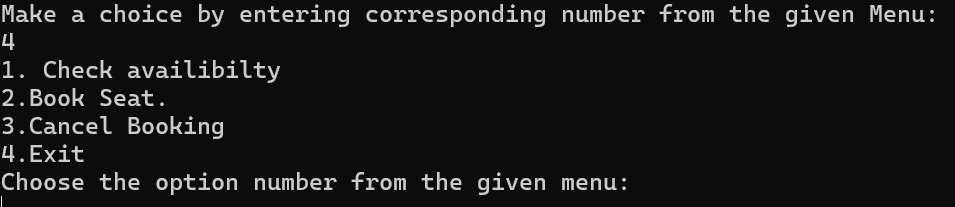 Make a choice by entering corresponding number from the given Menu:
4
1. Check availibilty
2.Book Seat.
3.Cancel Booking
4.Exit
Choose the option number from the given menu: